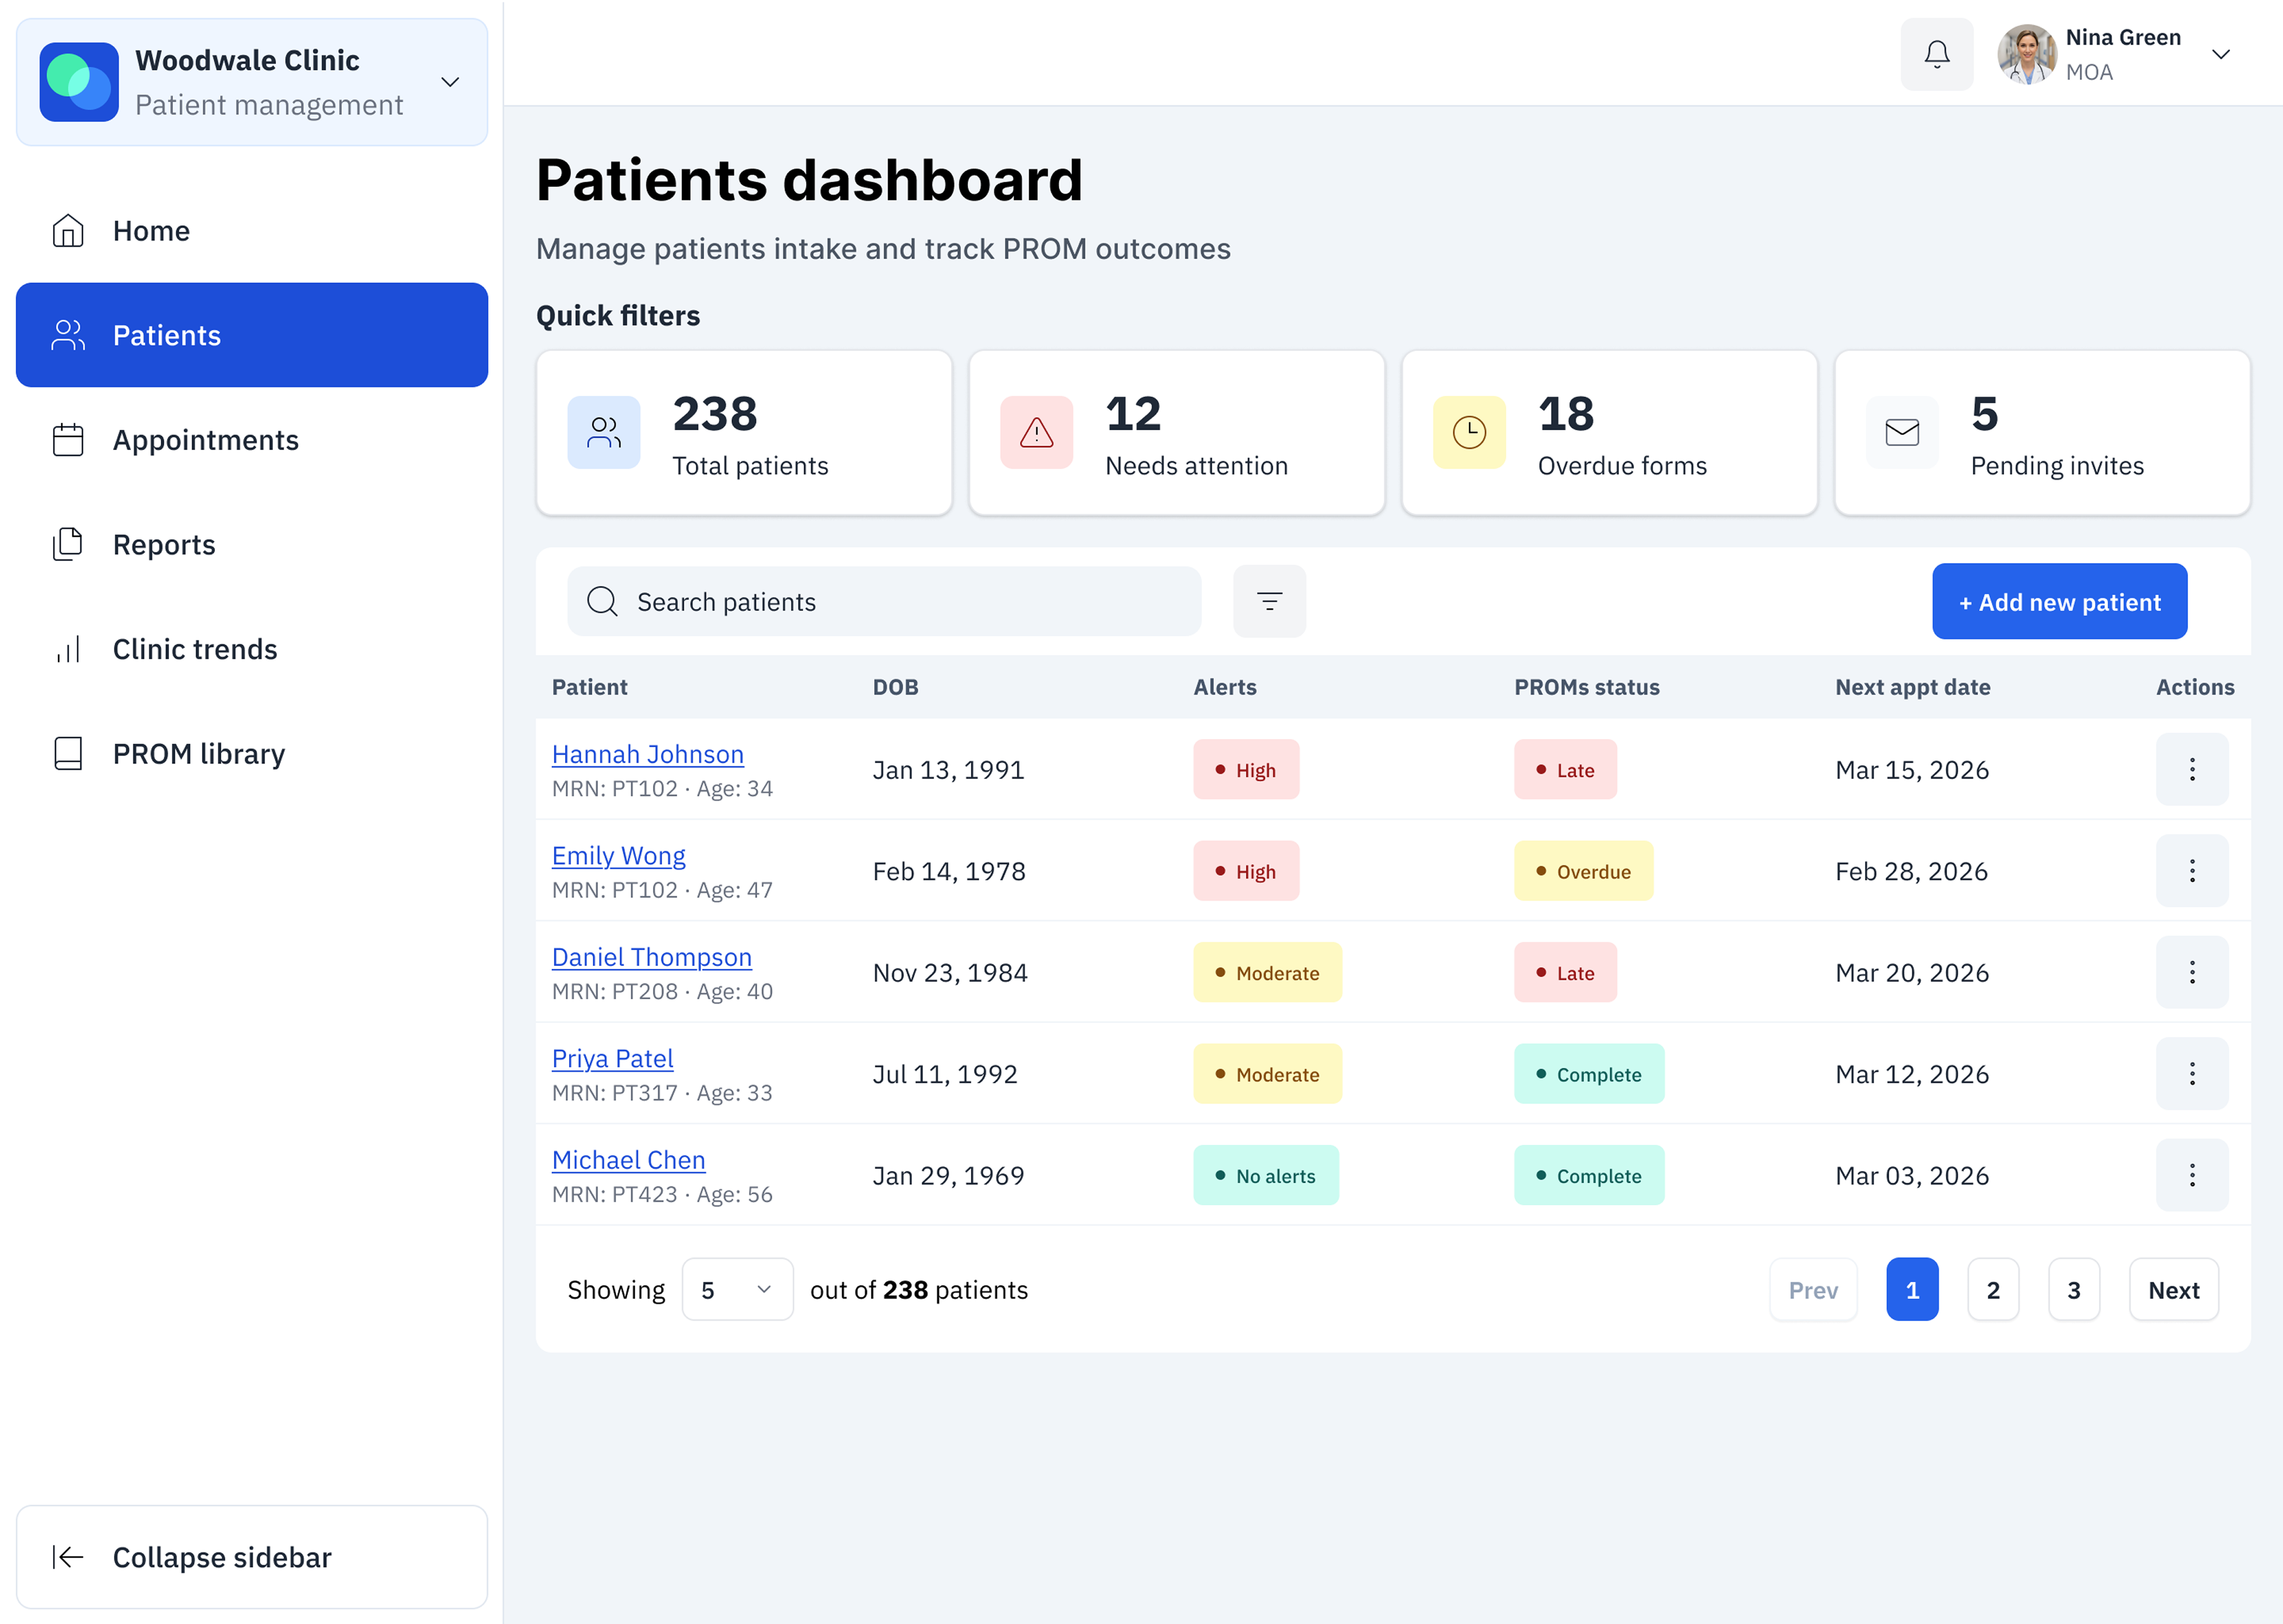 Woodwale Clinic
Patient management
Home
Patients
Appointments
Reports
Clinic trends
PROM library
Collapse sidebar
Nina Green
MOA
Patients dashboard
Manage patients intake and track PROM outcomes
Quick filters
238
Total patients
12
Needs attention
18
Overdue forms
5
Pending invites
Search patients
+ Add new patient
Patient DOB Alerts PROMs status Next appt date Actions
Hannah Johnson
MRN: PT102 · Age: 34
Jan 13, 1991 High Late Mar 15, 2026
Emily Wong
MRN: PT102 · Age: 47
Feb 14, 1978 High Overdue Feb 28, 2026
Daniel Thompson
MRN: PT208 · Age: 40
Nov 23, 1984 Moderate Late Mar 20, 2026
Priya Patel
MRN: PT317 · Age: 33
Jul 11, 1992 Moderate Complete Mar 12, 2026
Michael Chen
MRN: PT423 · Age: 56
Jan 29, 1969 No alerts Complete Mar 03, 2026
Showing 5 out of 238 patients
Prev 1 2 3 Next